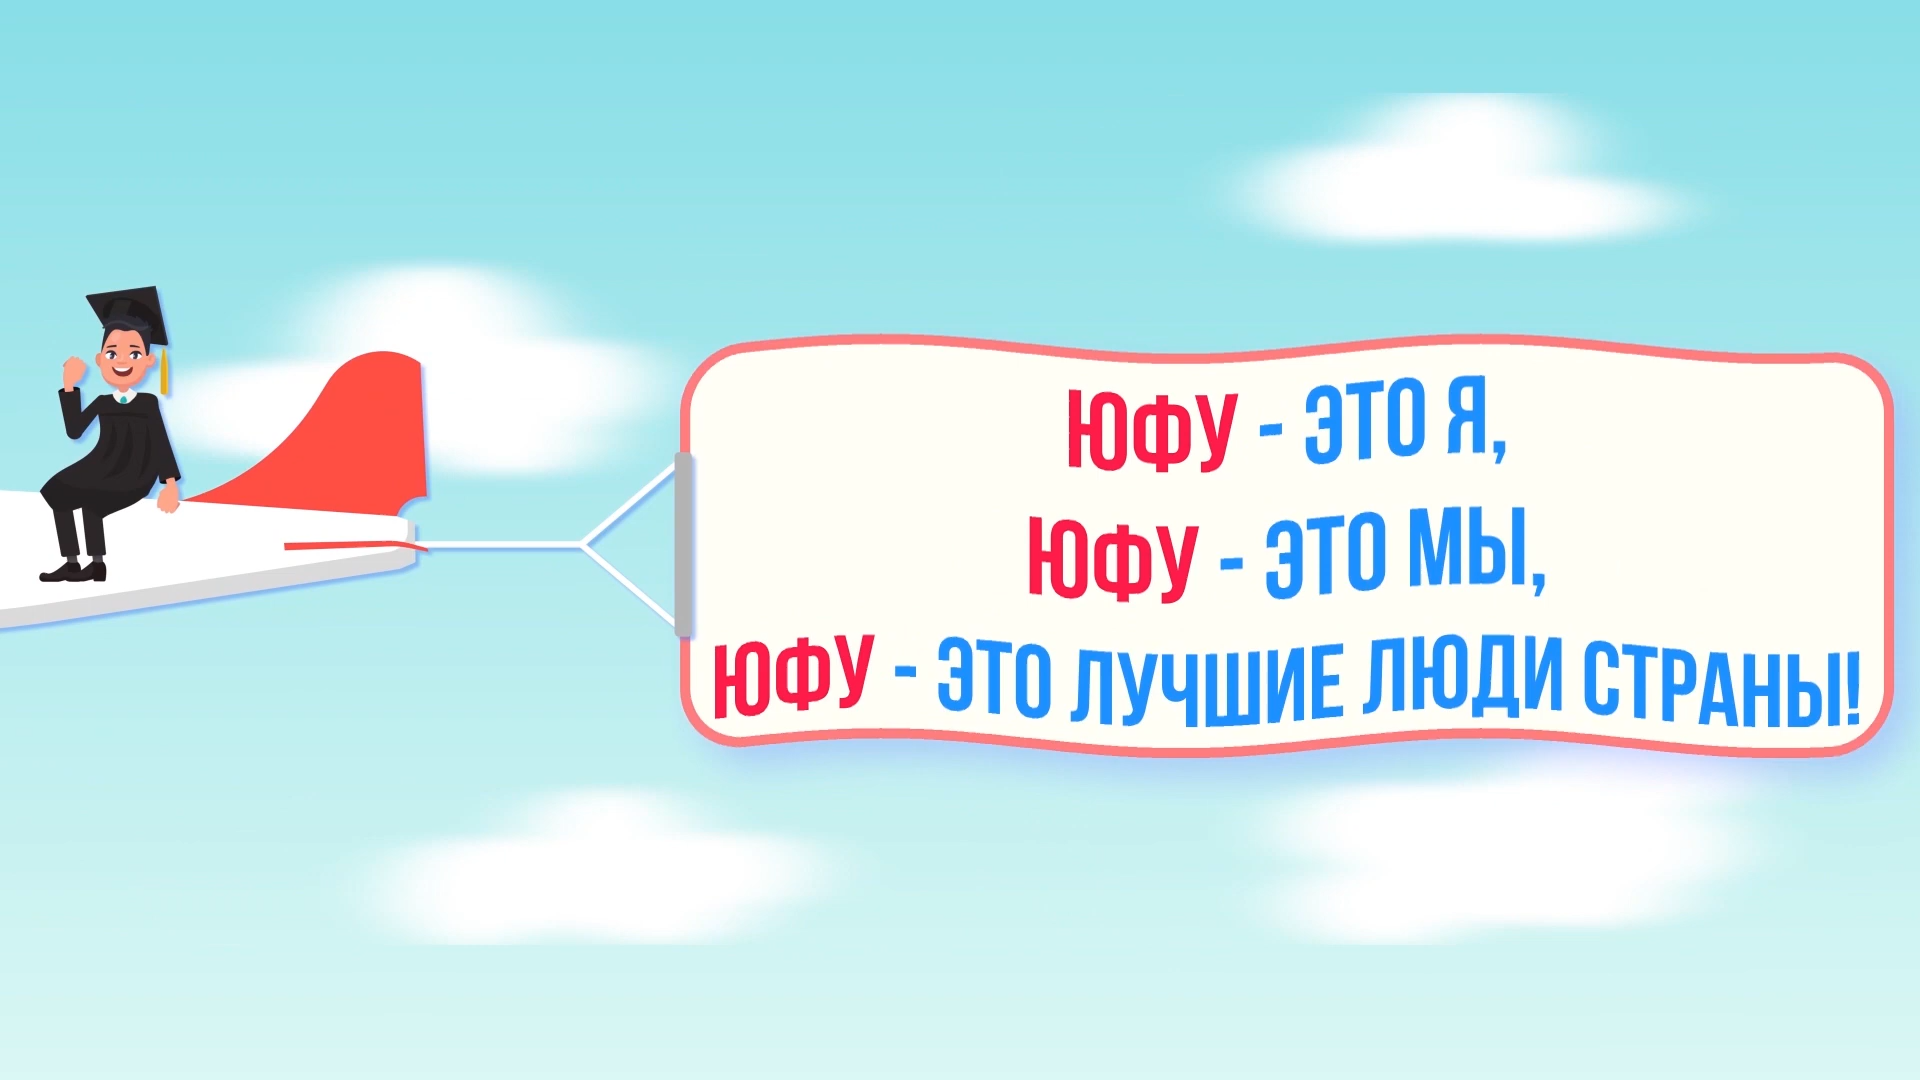 ЮФУ - ЭТО Я,
ЮФУ - ЭТО МЫ,
ЮФУ - ЭТО ЛУЧШИЕ ЛЮДИ СТРАНЫ!